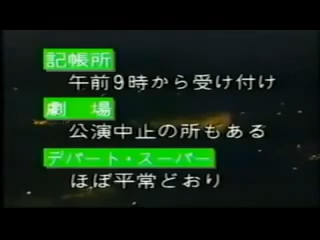 記帳所
午前9時から受け付け
劇　場
公演中止の所もある
デパート・スーパー
ほぼ平常どおり